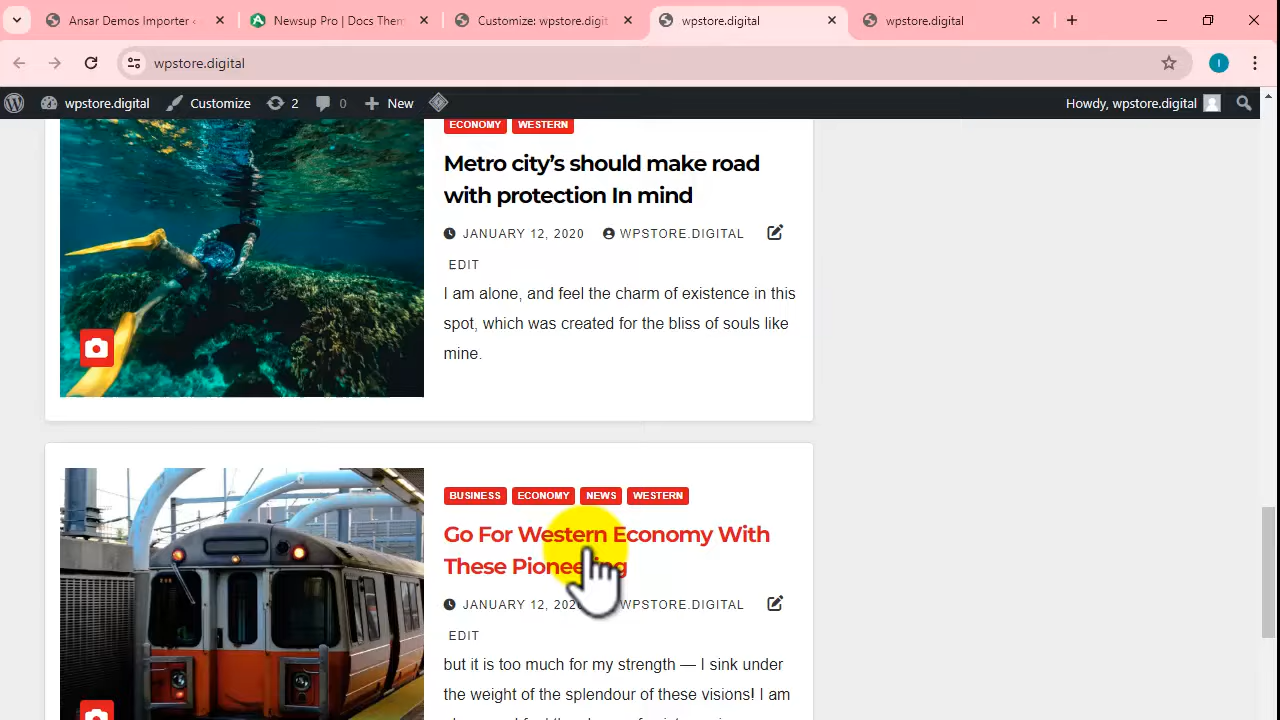 Ansar Demos Importer
Newsup Pro | Docs Them
Customize: wpstore.digit
wpstore.digital
wpstore.digital
wpstore.digital
I
wpstore.digital
Customize
2
0
New
Howdy, wpstore.digital
ECONOMY
WESTERN
Metro city’s should make road
with protection In mind
JANUARY 12, 2020
WPSTORE.DIGITAL
EDIT
I am alone, and feel the charm of existence in this
spot, which was created for the bliss of souls like
mine.
BUSINESS
ECONOMY
NEWS
WESTERN
Go For Western Economy With
These Pioneering
JANUARY 12, 2020
WPSTORE.DIGITAL
EDIT
but it is too much for my strength — I sink under
the weight of the splendour of these visions! I am